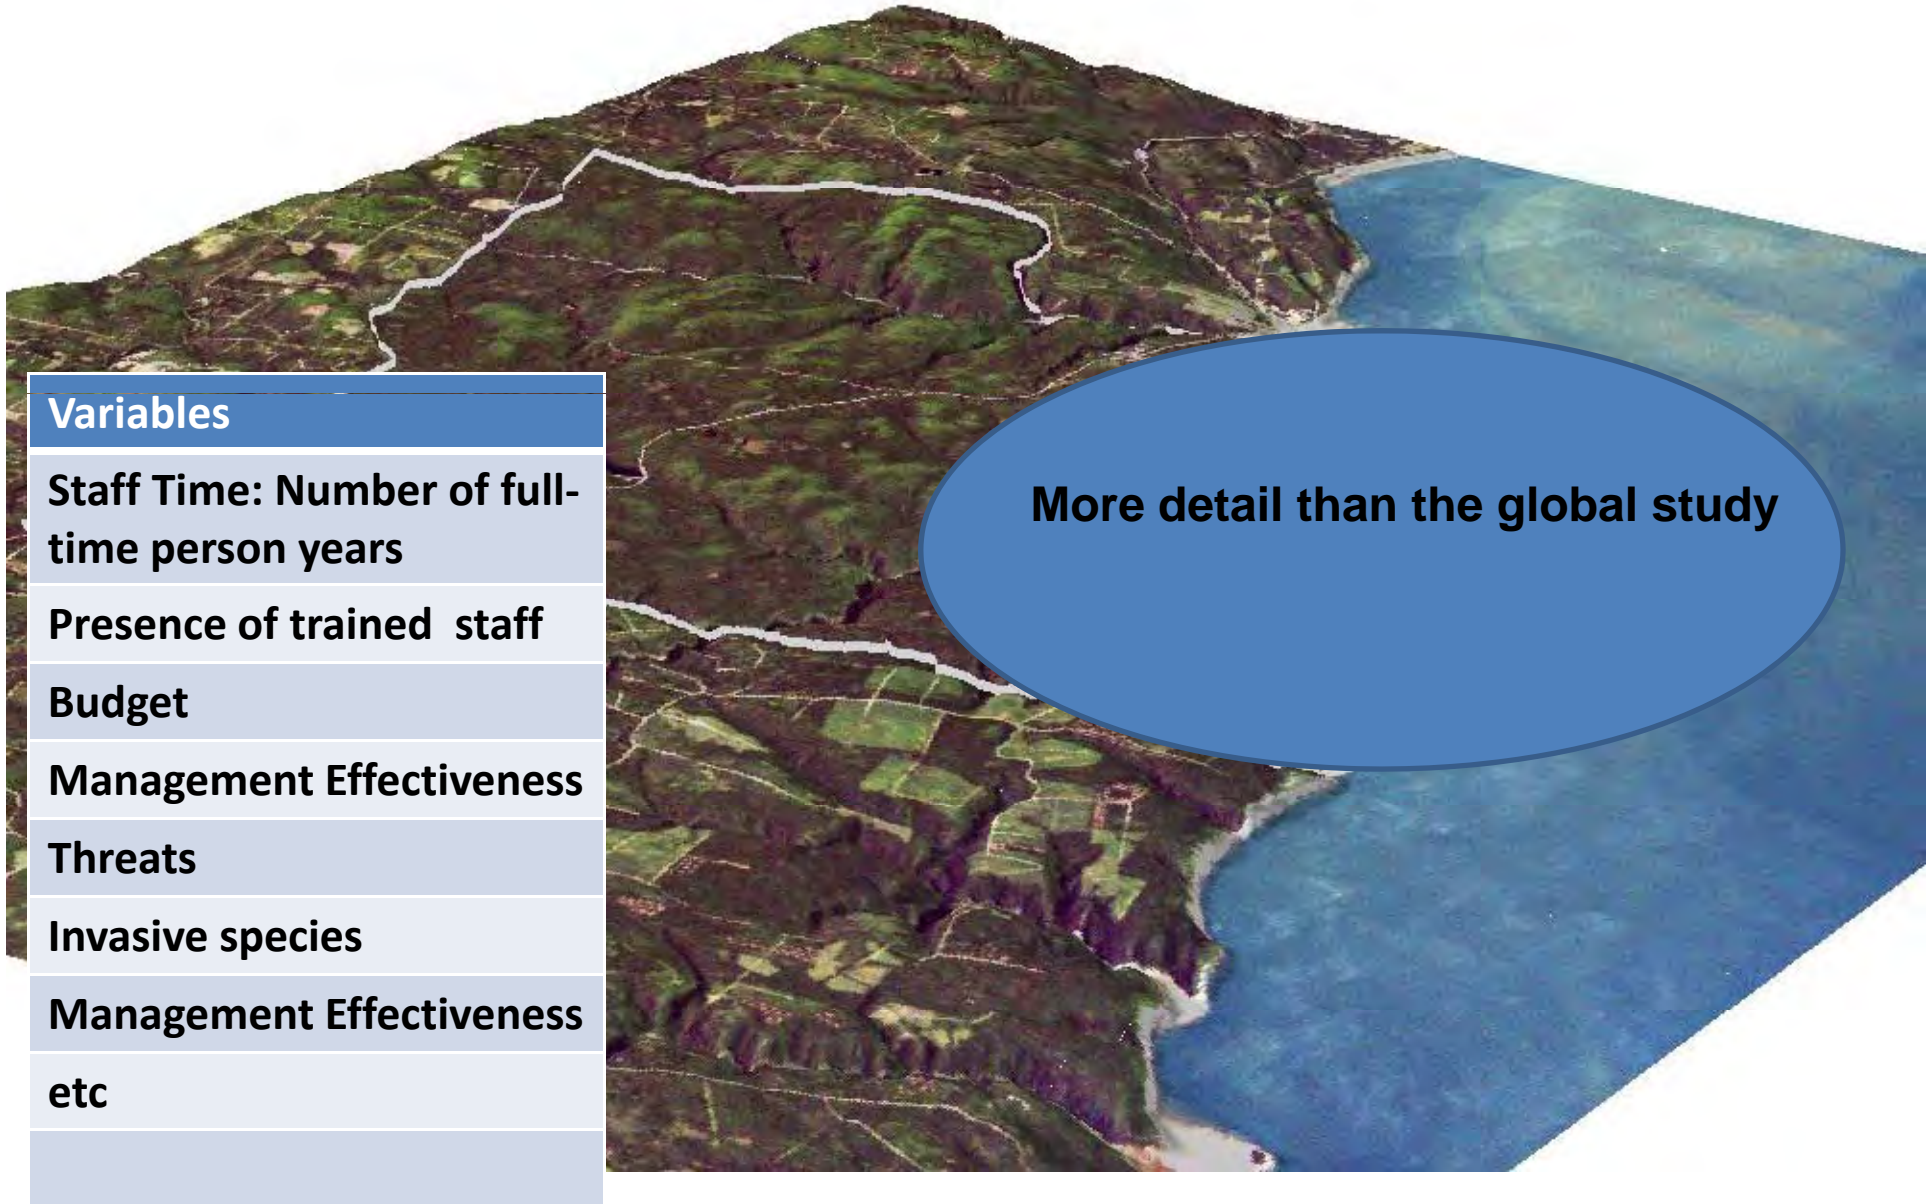 Variables
Staff Time: Number of full-
time person years
Presence of trained  staff
Budget
Management Effectiveness
Threats
Invasive species
Management Effectiveness
etc
More detail than the global study